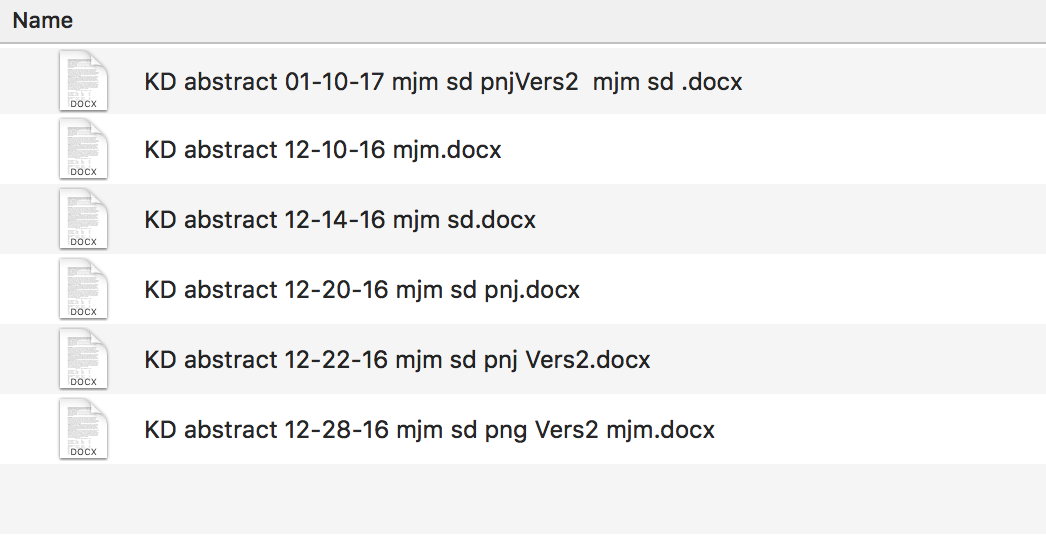 Name
DOCX
KD abstract 01-10-17 mjm sd pnjVers2  mjm sd .docx
DOCX
KD abstract 12-10-16 mjm.docx
DOCX
KD abstract 12-14-16 mjm sd.docx
DOCX
KD abstract 12-20-16 mjm sd pnj.docx
DOCX
KD abstract 12-22-16 mjm sd pnj Vers2.docx
DOCX
KD abstract 12-28-16 mjm sd png Vers2 mjm.docx